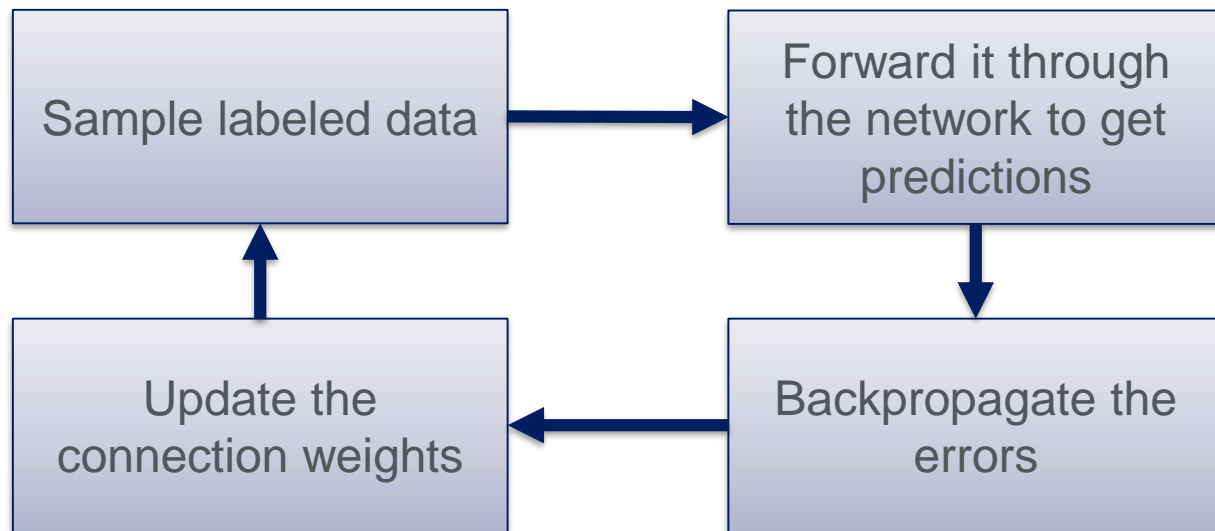 Sample labeled data
Forward it through
the network to get
predictions
Update the
connection weights
Backpropagate the
errors